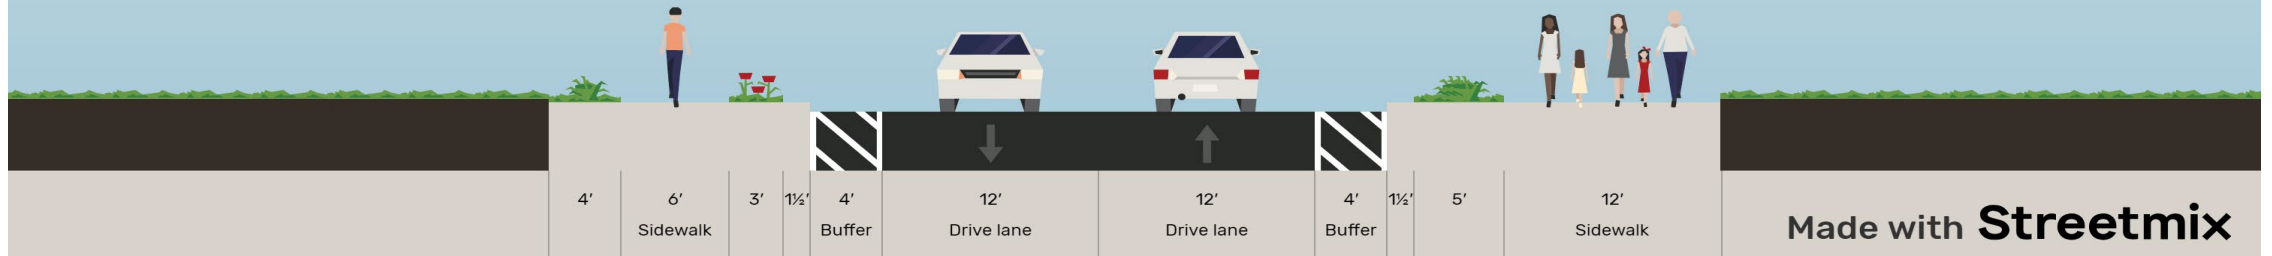 4′ 6′ 3′ 1½′ 4′ 12′ 12′ 4′ 1½′ 5′ 12′
Sidewalk Buffer Drive lane Drive lane Buffer Sidewalk
Made with Streetmix